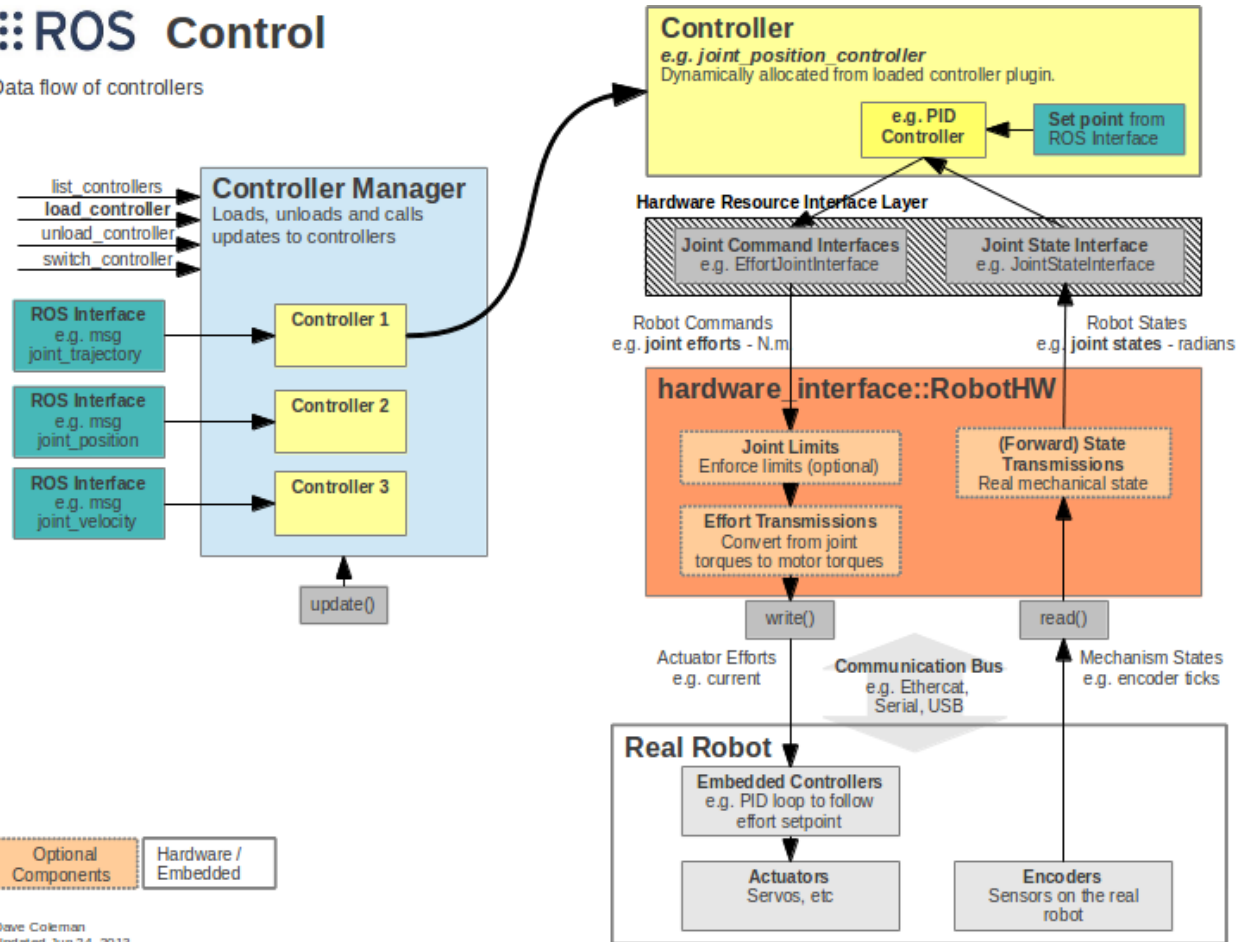 ROS Control
Data flow of controllers
list_controllers
load_controller
unload_controller
switch_controller
Controller Manager
Loads, unloads and calls
updates to controllers
ROS Interface
e.g. msg
joint_trajectory
Controller 1
ROS Interface
e.g. msg
joint_position
Controller 2
ROS Interface
e.g. msg
joint_velocity
Controller 3
update()
Controller
e.g. joint_position_controller
Dynamically allocated from loaded controller plugin.
e.g. PID
Controller
Set point from
ROS Interface
Hardware Resource Interface Layer
Joint Command Interfaces
e.g. EffortJointInterface
Joint State Interface
e.g. JointStateInterface
Robot Commands
e.g. joint efforts - N.m
Robot States
e.g. joint states - radians
hardware_interface::RobotHW
Joint Limits
Enforce limits (optional)
Effort Transmissions
Convert from joint
torques to motor torques
(Forward) State
Transmissions
Real mechanical state
write()
read()
Actuator Efforts
e.g. current
Communication Bus
e.g. Ethercat,
Serial, USB
Mechanism States
e.g. encoder ticks
Real Robot
Embedded Controllers
e.g. PID loop to follow
effort setpoint
Actuators
Servos, etc
Encoders
Sensors on the real
robot
Optional
Components
Hardware /
Embedded
Dave Coleman
Updated Jun 24, 2013